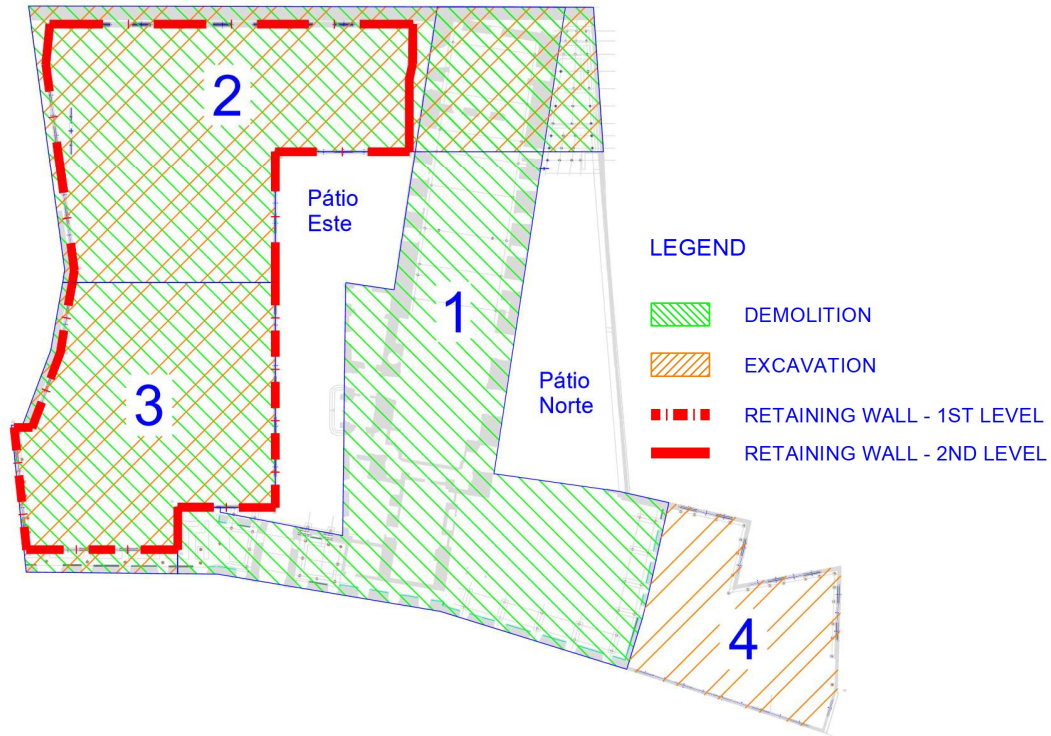 2
Pátio
Este
1
LEGEND
DEMOLITION
EXCAVATION
3
Pátio
Norte
RETAINING WALL - 1ST LEVEL
RETAINING WALL - 2ND LEVEL
4